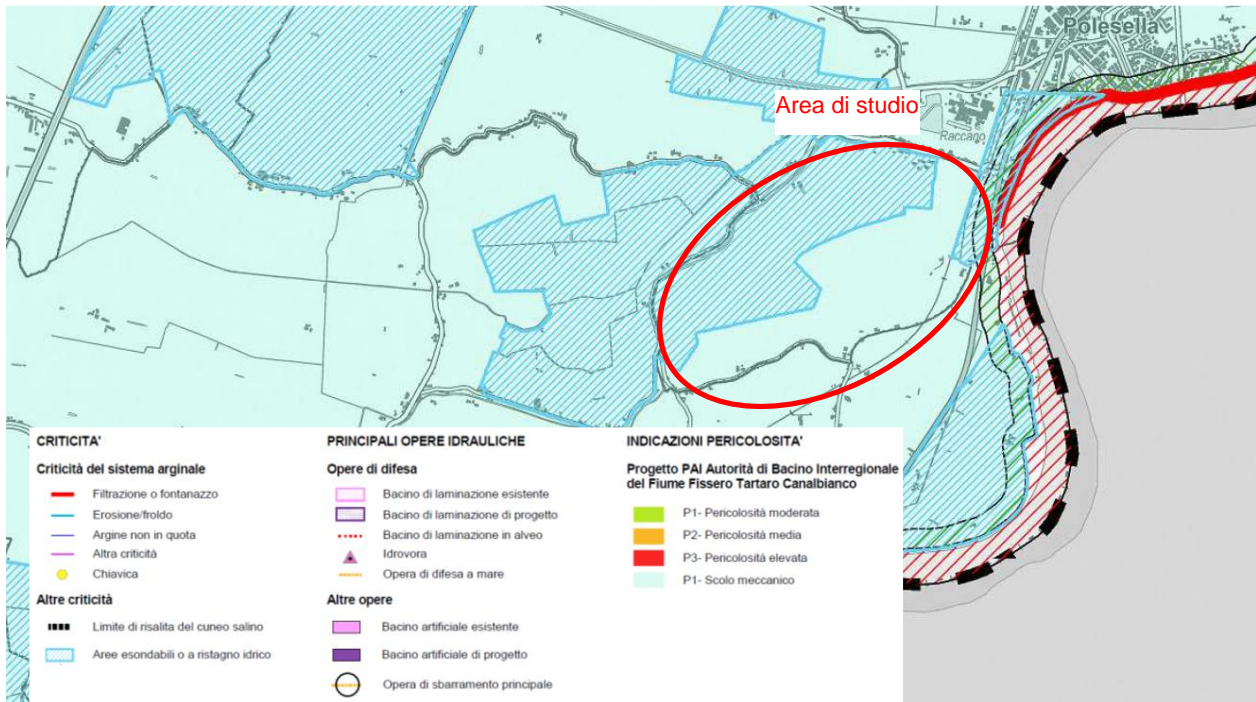 Polesella
Area di studio
Raccano
CRITICITA'
Criticità del sistema arginale
Filtrazione o fontanazzo
Erosione/froldo
Argine non in quota
Altra criticità
Chiavica
Altre criticità
Limite di risalita del cuneo salino
Aree esondabili o a ristagno idrico
PRINCIPALI OPERE IDRAULICHE
Opere di difesa
Bacino di laminazione esistente
Bacino di laminazione di progetto
Bacino di laminazione in alveo
Idrovora
Opera di difesa a mare
Altre opere
Bacino artificiale esistente
Bacino artificiale di progetto
Opera di sbarramento principale
INDICAZIONI PERICOLOSITA'
Progetto PAI Autorità di Bacino Interregionale
del Fiume Fissero Tartaro Canalbianco
P1- Pericolosità moderata
P2- Pericolosità media
P3- Pericolosità elevata
P1- Scolo meccanico